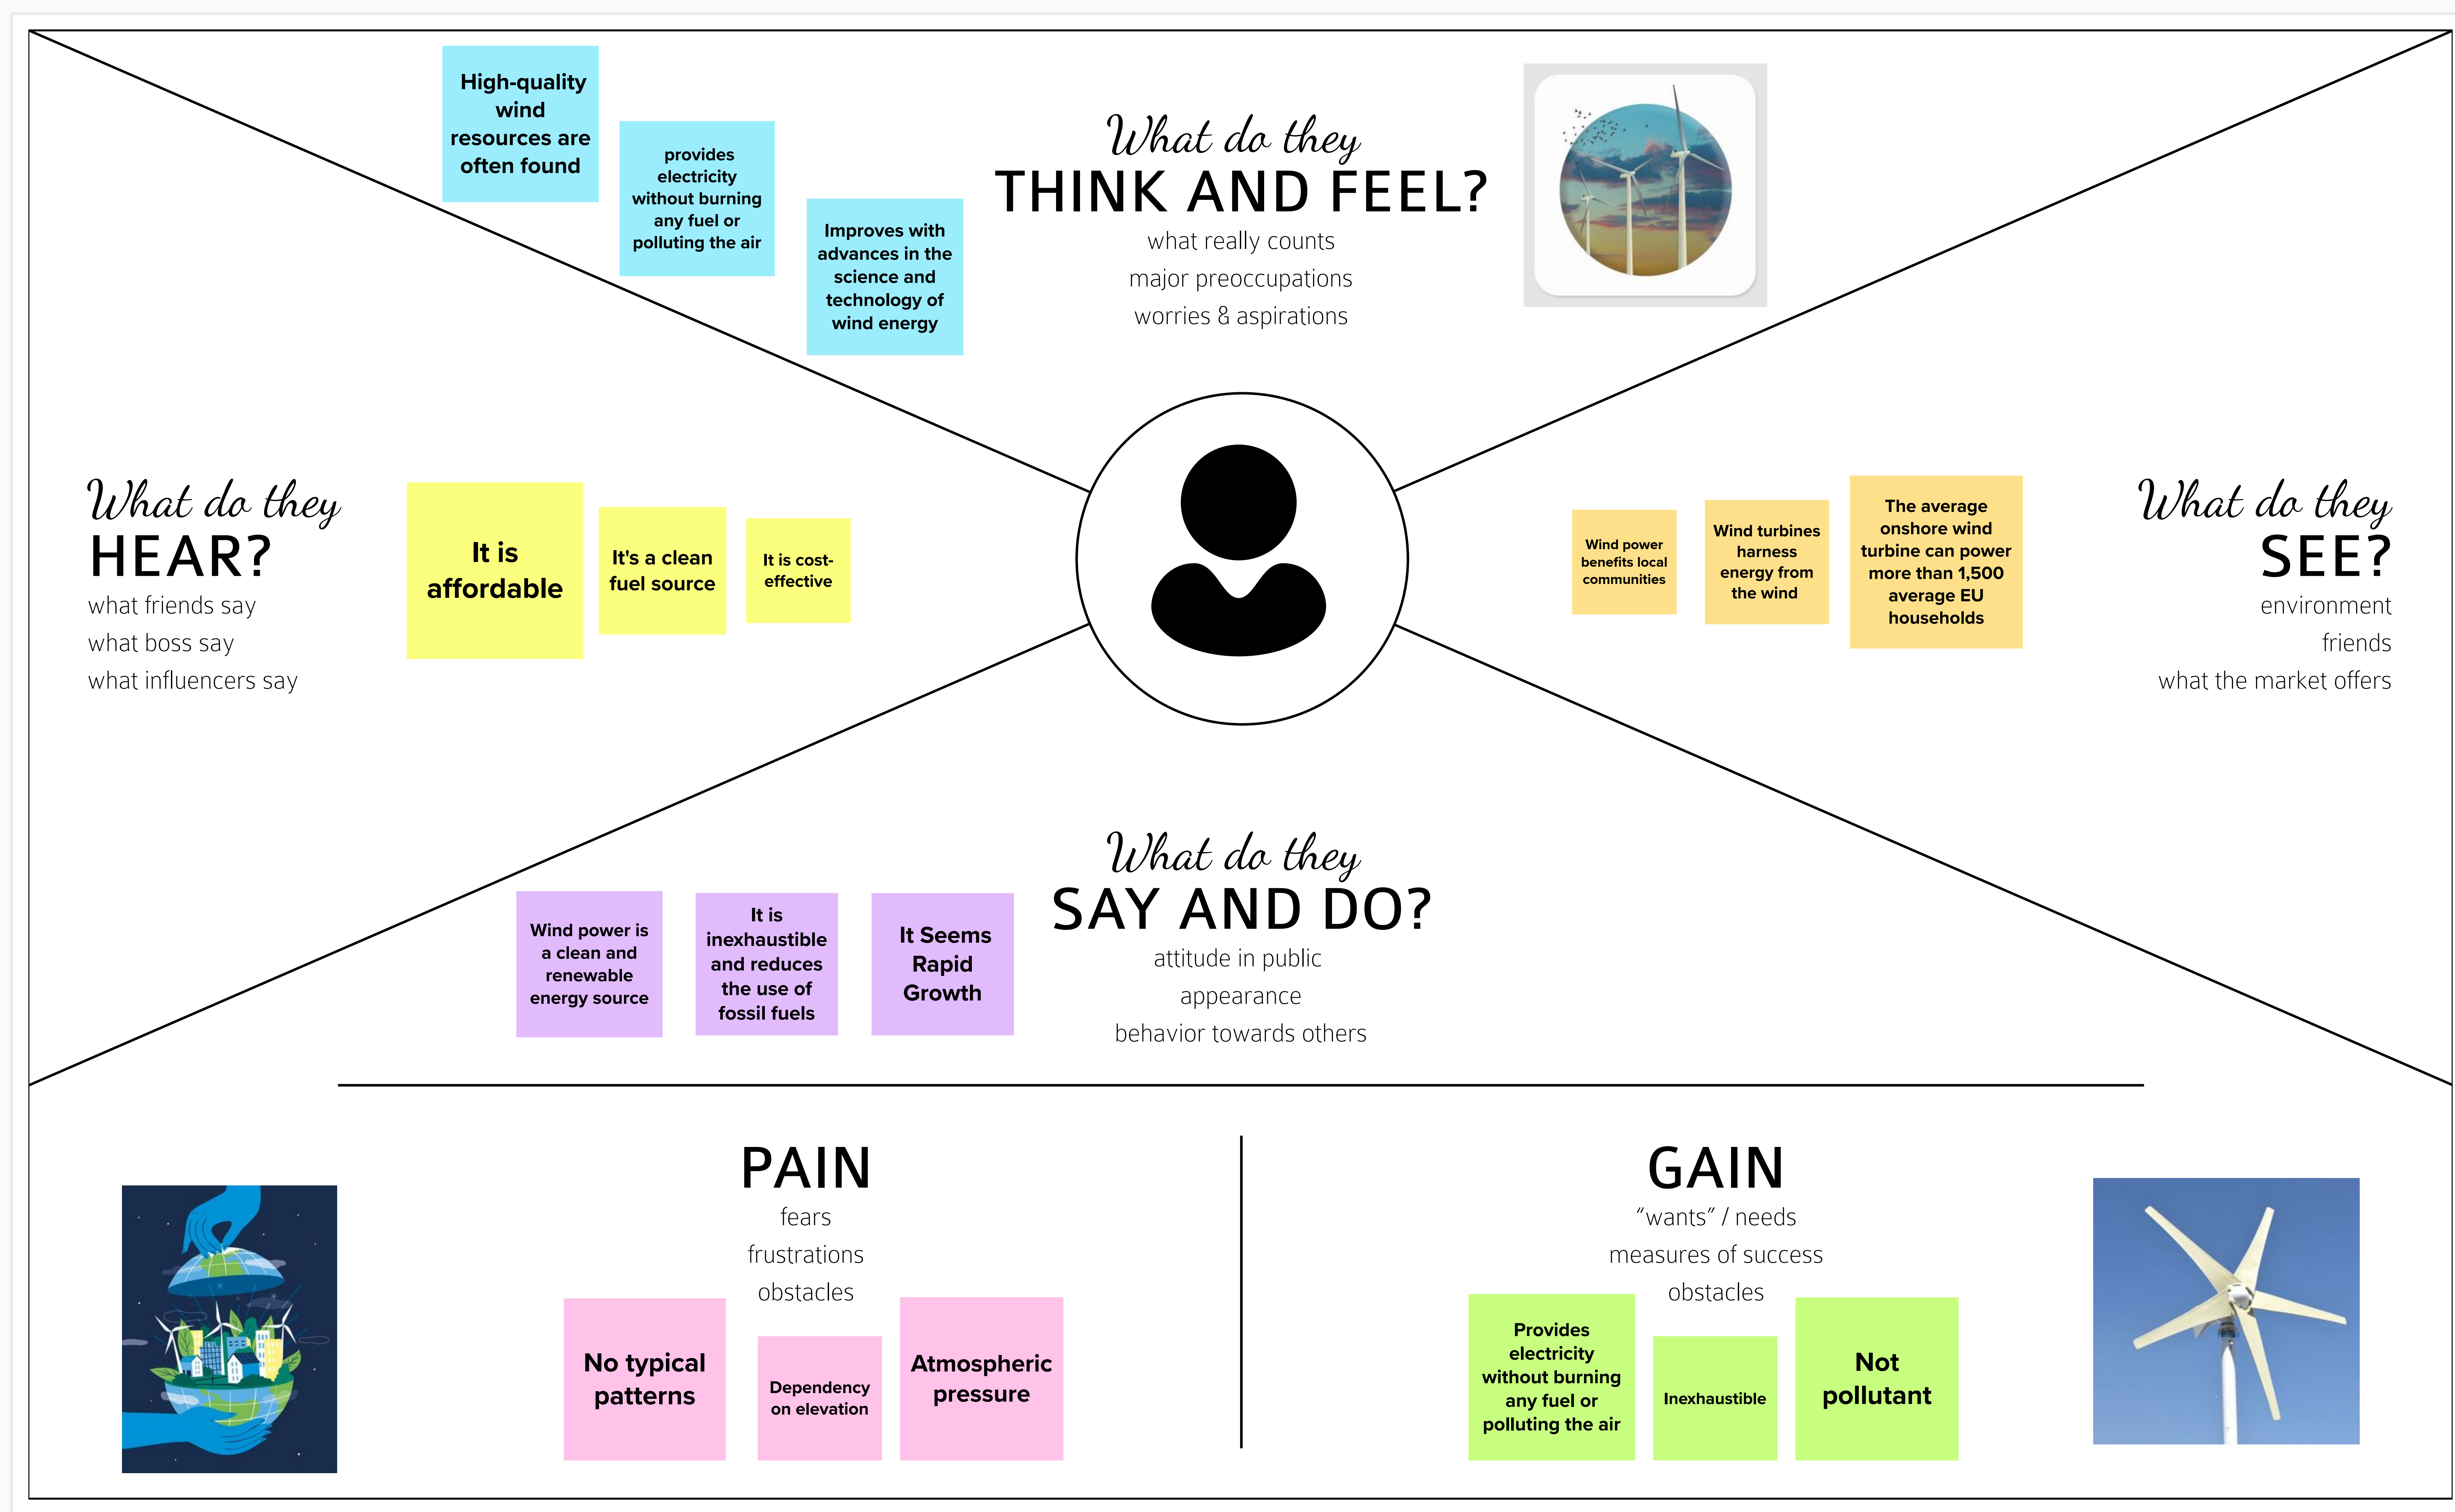 High-quality
wind
resources are
often found
provides
electricity
without burning
any fuel or
polluting the air
Improves with
advances in the
science and
technology of
wind energy
What do they
THINK AND FEEL?
what really counts
major preoccupations
worries & aspirations
What do they
HEAR?
what friends say
what boss say
what influencers say
It is
affordable
It's a clean
fuel source
It is cost-
effective
Wind power
benefits local
communities
Wind turbines
harness
energy from
the wind
The average
onshore wind
turbine can power
more than 1,500
average EU
households
What do they
SEE?
environment
friends
what the market offers
What do they
SAY AND DO?
attitude in public
appearance
behavior towards others
Wind power is
a clean and
renewable
energy source
It is
inexhaustible
and reduces
the use of
fossil fuels
It Seems
Rapid
Growth
PAIN
fears
frustrations
obstacles
No typical
patterns
Dependency
on elevation
Atmospheric
pressure
GAIN
“wants” / needs
measures of success
obstacles
Provides
electricity
without burning
any fuel or
polluting the air
Inexhaustible
Not
pollutant